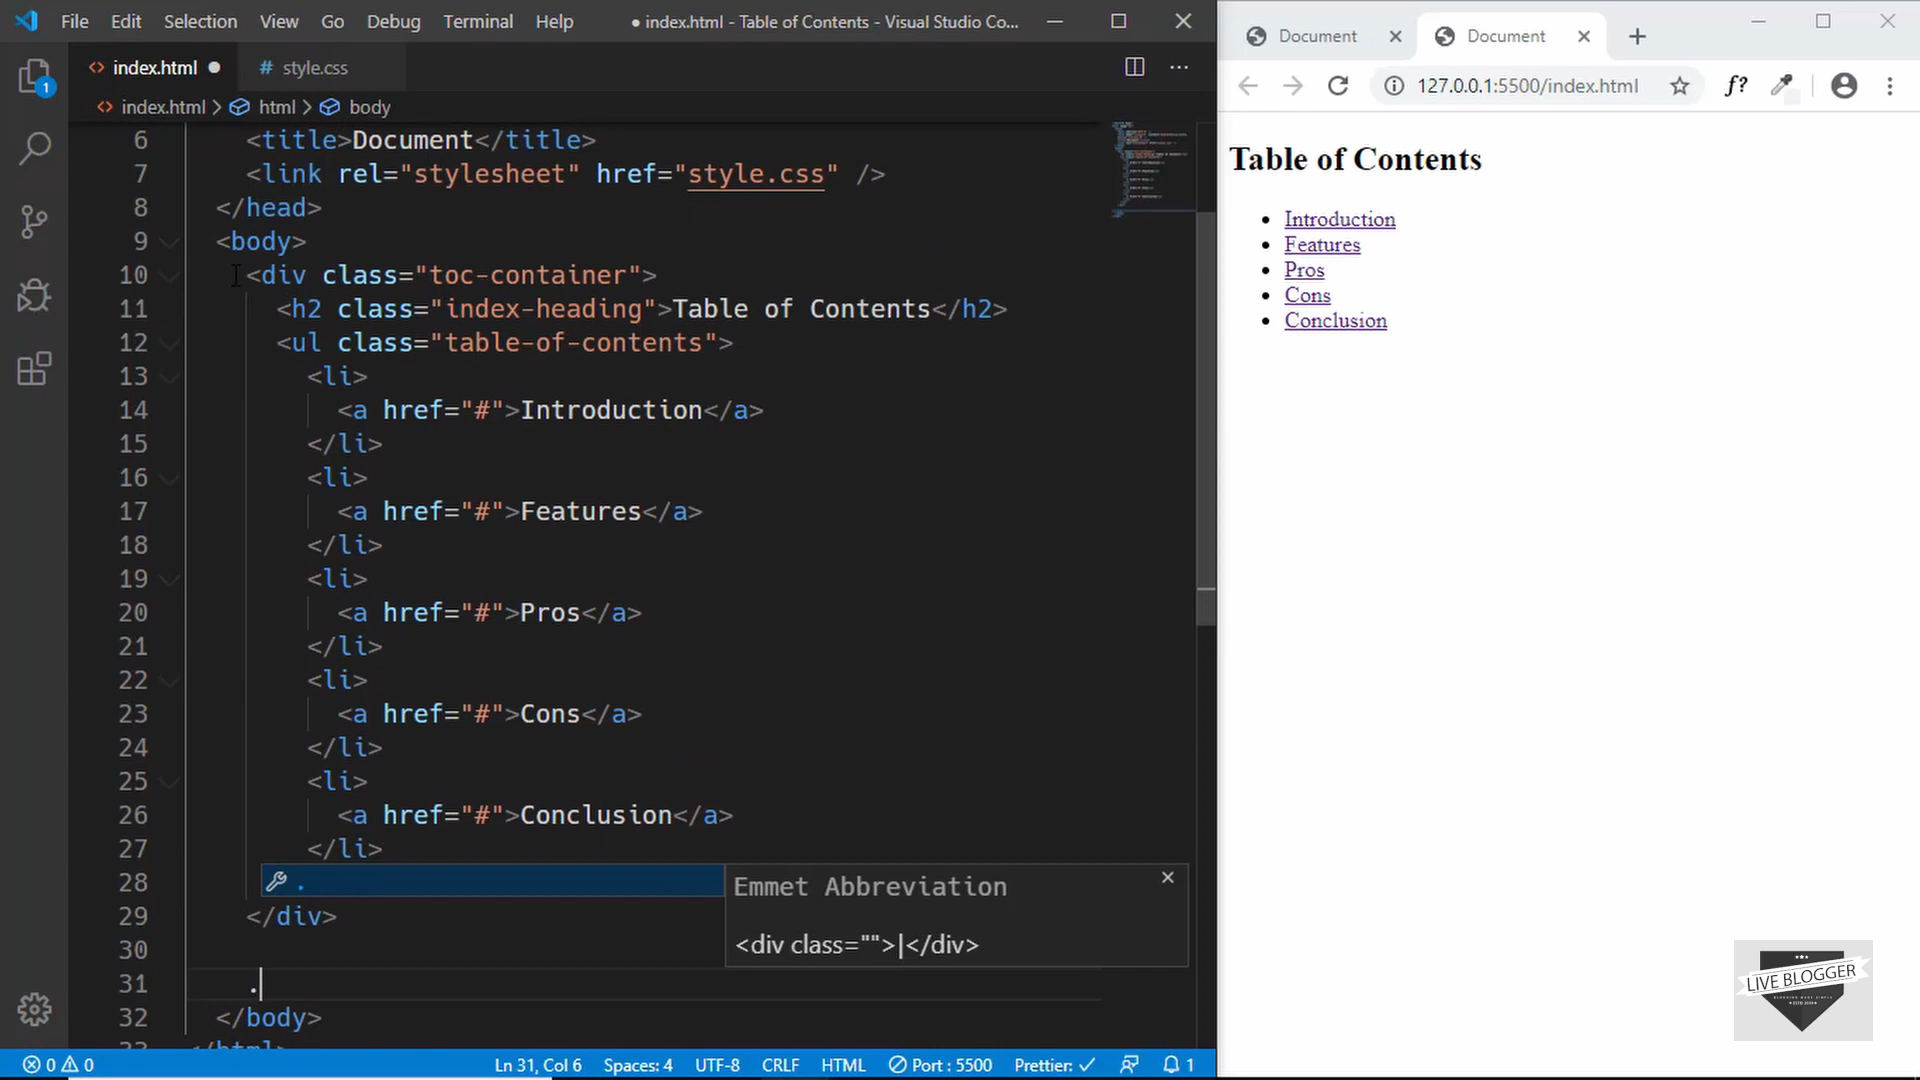 File Edit Selection View Go Debug Terminal Help ● index.html - Table of Contents - Visual Studio Co...
index.html ● # style.css
index.html > html > body
6 <title>Document</title>
7 <link rel="stylesheet" href="style.css" />
8 </head>
9 <body>
10 <div class="toc-container">
11 <h2 class="index-heading">Table of Contents</h2>
12 <ul class="table-of-contents">
13 <li>
14 <a href="#">Introduction</a>
15 </li>
16 <li>
17 <a href="#">Features</a>
18 </li>
19 <li>
20 <a href="#">Pros</a>
21 </li>
22 <li>
23 <a href="#">Cons</a>
24 </li>
25 <li>
26 <a href="#">Conclusion</a>
27 </li>
28 .
29 </div>
30
31 .
32 </body>
Emmet Abbreviation
<div class="">|</div>
1
0 0
Ln 31, Col 6 Spaces: 4 UTF-8 CRLF HTML Port : 5500 Prettier: ✓ 1
Document Document
127.0.0.1:5500/index.html f?
Table of Contents
• Introduction
• Features
• Pros
• Cons
• Conclusion
LIVE BLOGGER